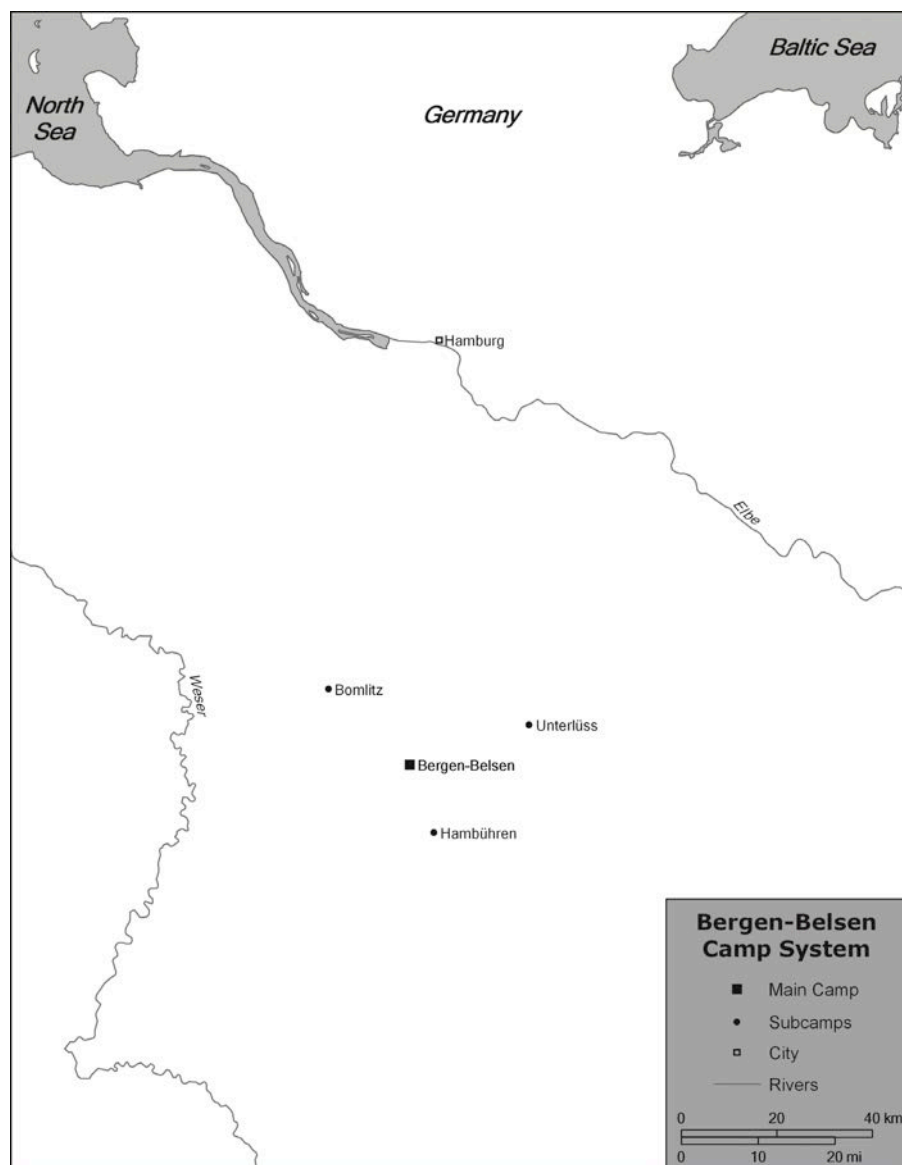 North
Sea
Germany
Baltic Sea
Hamburg
Elbe
Weser
Bomlitz
Unterlüss
Bergen-Belsen
Hambühren
Bergen-Belsen
Camp System
Main Camp
Subcamps
City
Rivers
0 20 40 km
0 10 20 mi